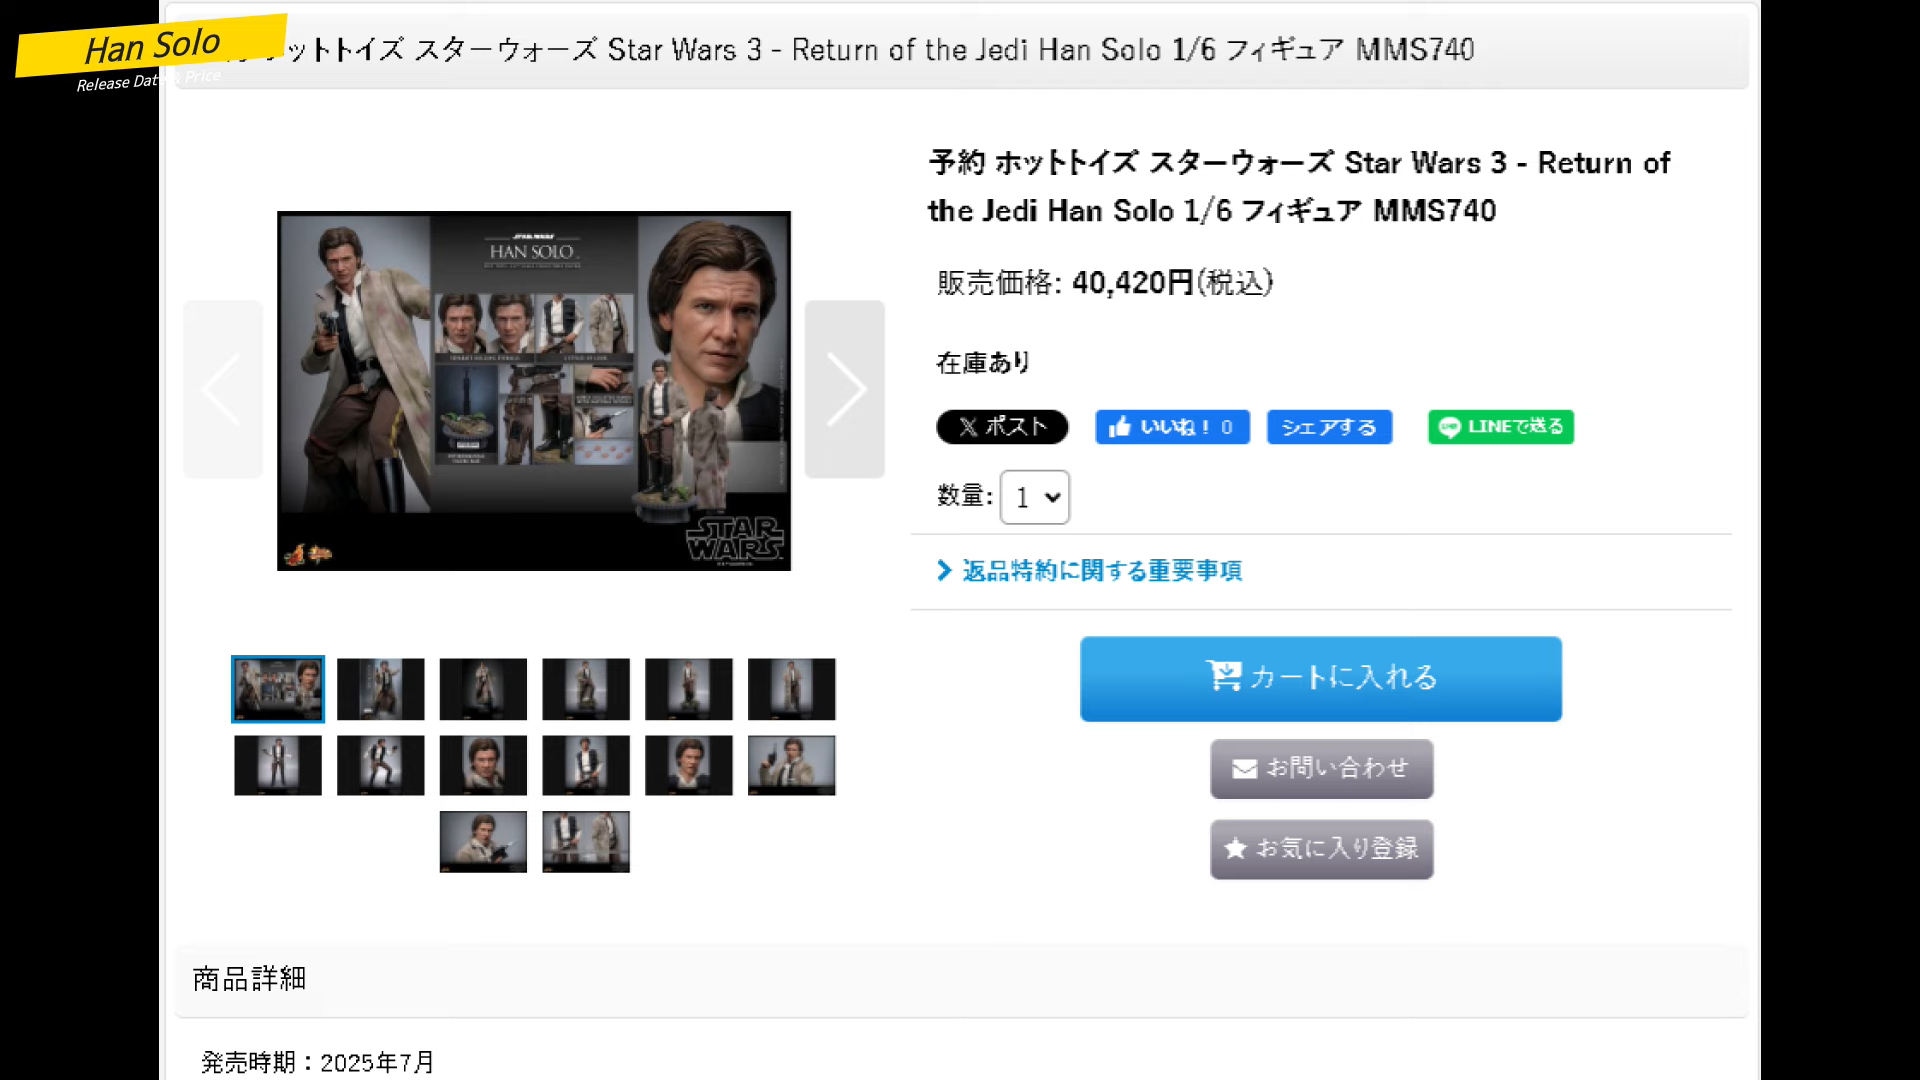 Han Solo
Release Date & Price
ホットトイズ スターウォーズ Star Wars 3 - Return of the Jedi Han Solo 1/6 フィギュア MMS740
予約 ホットトイズ スターウォーズ Star Wars 3 - Return of
the Jedi Han Solo 1/6 フィギュア MMS740
販売価格: 40,420円(税込)
在庫あり
ポスト
いいね！ 0
シェアする
LINEで送る
数量: 1
返品特約に関する重要事項
カートに入れる
お問い合わせ
お気に入り登録
STAR WARS
HAN SOLO
STAR WARS
商品詳細
発売時期：2025年7月